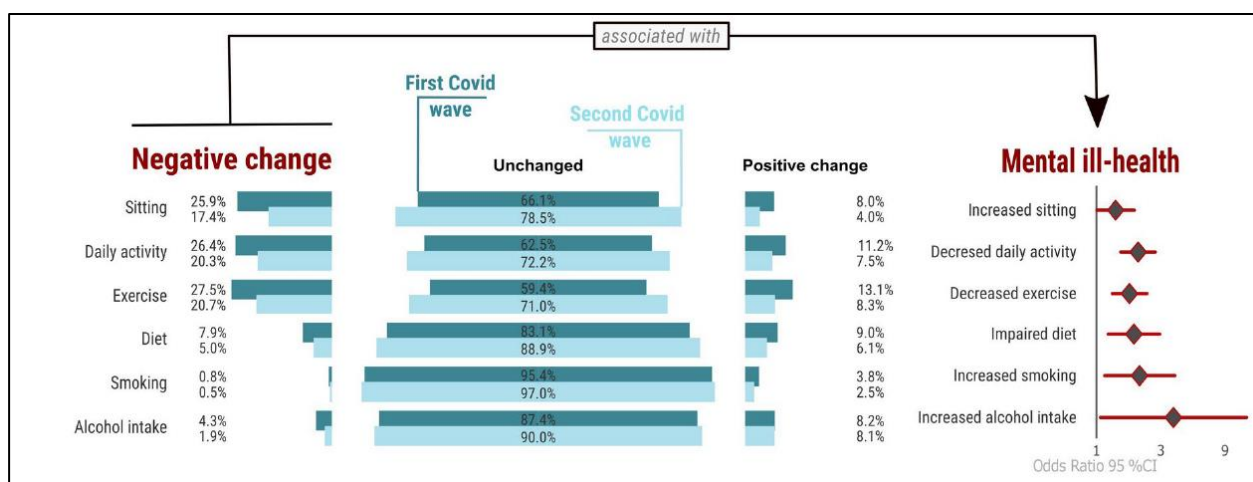 associated with
First Covid
wave
Second Covid
wave
Negative change
Unchanged
Positive change
Mental ill-health
Sitting 25.9% 66.1% 8.0% Increased sitting
17.4% 78.5% 4.0%
Daily activity 26.4% 62.5% 11.2% Decresed daily activity
20.3% 72.2% 7.5%
Exercise 27.5% 59.4% 13.1% Decreased exercise
20.7% 71.0% 8.3%
Diet 7.9% 83.1% 9.0% Impaired diet
5.0% 88.9% 6.1%
Smoking 0.8% 95.4% 3.8% Increased smoking
0.5% 97.0% 2.5%
Alcohol intake 4.3% 87.4% 8.2% Increased alcohol intake
1.9% 90.0% 8.1%
1 3 9
Odds Ratio 95 %CI